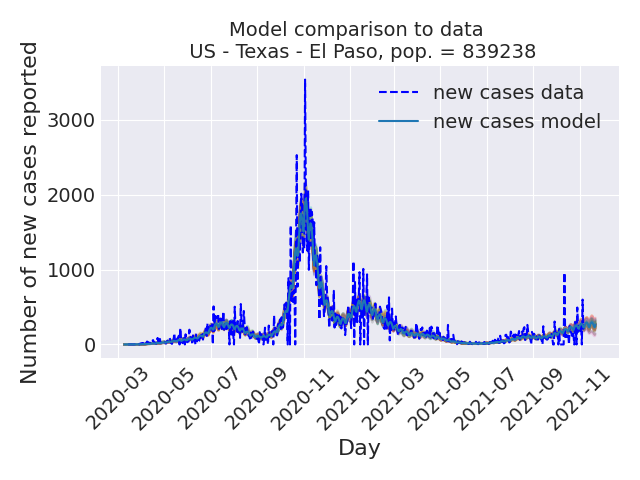 Model comparison to data
US - Texas - El Paso, pop. = 839238
Number of new cases reported
3000
2000
1000
0
new cases data
new cases model
2020-03
2020-05
2020-07
2020-09
2020-11
2021-01
2021-03
2021-05
2021-07
2021-09
2021-11
Day